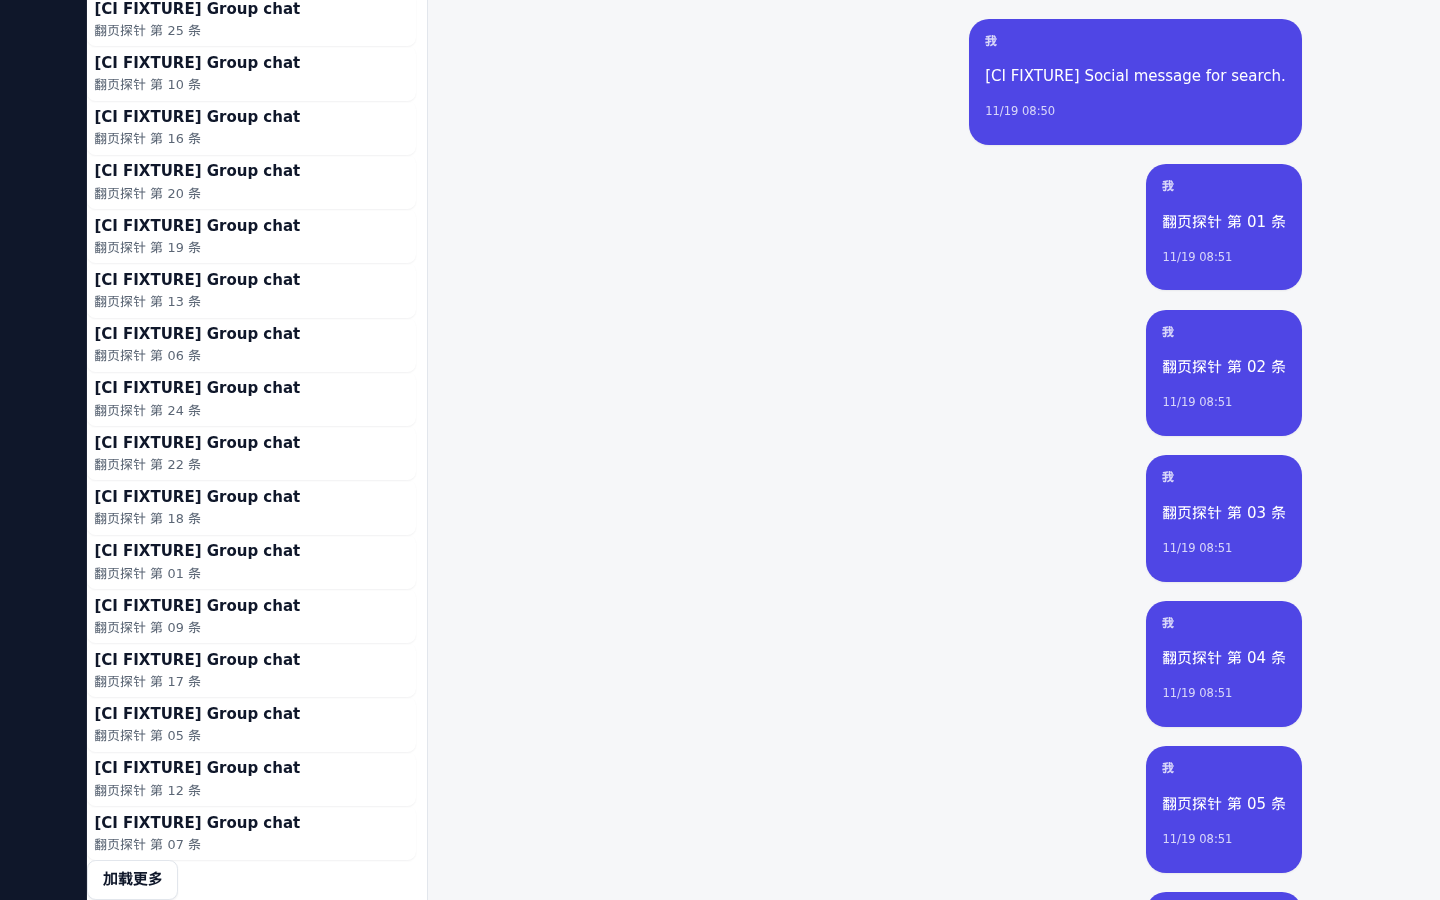 [CI FIXTURE] Group chat
翻页探针 第 25 条
[CI FIXTURE] Group chat
翻页探针 第 10 条
[CI FIXTURE] Group chat
翻页探针 第 16 条
[CI FIXTURE] Group chat
翻页探针 第 20 条
[CI FIXTURE] Group chat
翻页探针 第 19 条
[CI FIXTURE] Group chat
翻页探针 第 13 条
[CI FIXTURE] Group chat
翻页探针 第 06 条
[CI FIXTURE] Group chat
翻页探针 第 24 条
[CI FIXTURE] Group chat
翻页探针 第 22 条
[CI FIXTURE] Group chat
翻页探针 第 18 条
[CI FIXTURE] Group chat
翻页探针 第 01 条
[CI FIXTURE] Group chat
翻页探针 第 09 条
[CI FIXTURE] Group chat
翻页探针 第 17 条
[CI FIXTURE] Group chat
翻页探针 第 05 条
[CI FIXTURE] Group chat
翻页探针 第 12 条
[CI FIXTURE] Group chat
翻页探针 第 07 条
加载更多
我
[CI FIXTURE] Social message for search.
11/19 08:50
我
翻页探针 第 01 条
11/19 08:51
我
翻页探针 第 02 条
11/19 08:51
我
翻页探针 第 03 条
11/19 08:51
我
翻页探针 第 04 条
11/19 08:51
我
翻页探针 第 05 条
11/19 08:51